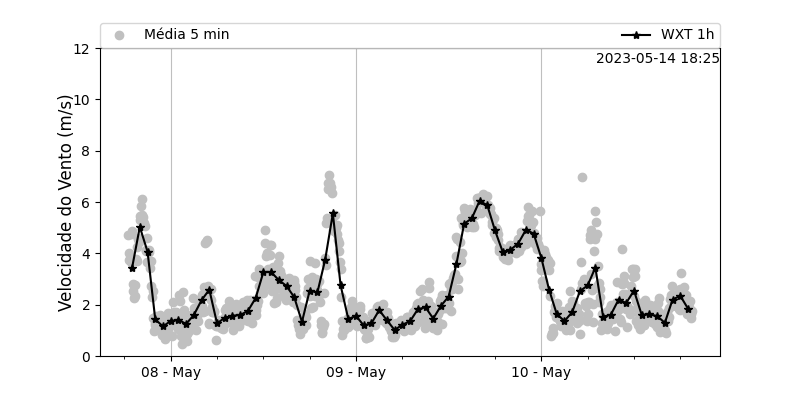 Média 5 min
WXT 1h
2023-05-14 18:25
Velocidade do Vento (m/s)
12
10
8
6
4
2
0
08 - May
09 - May
10 - May